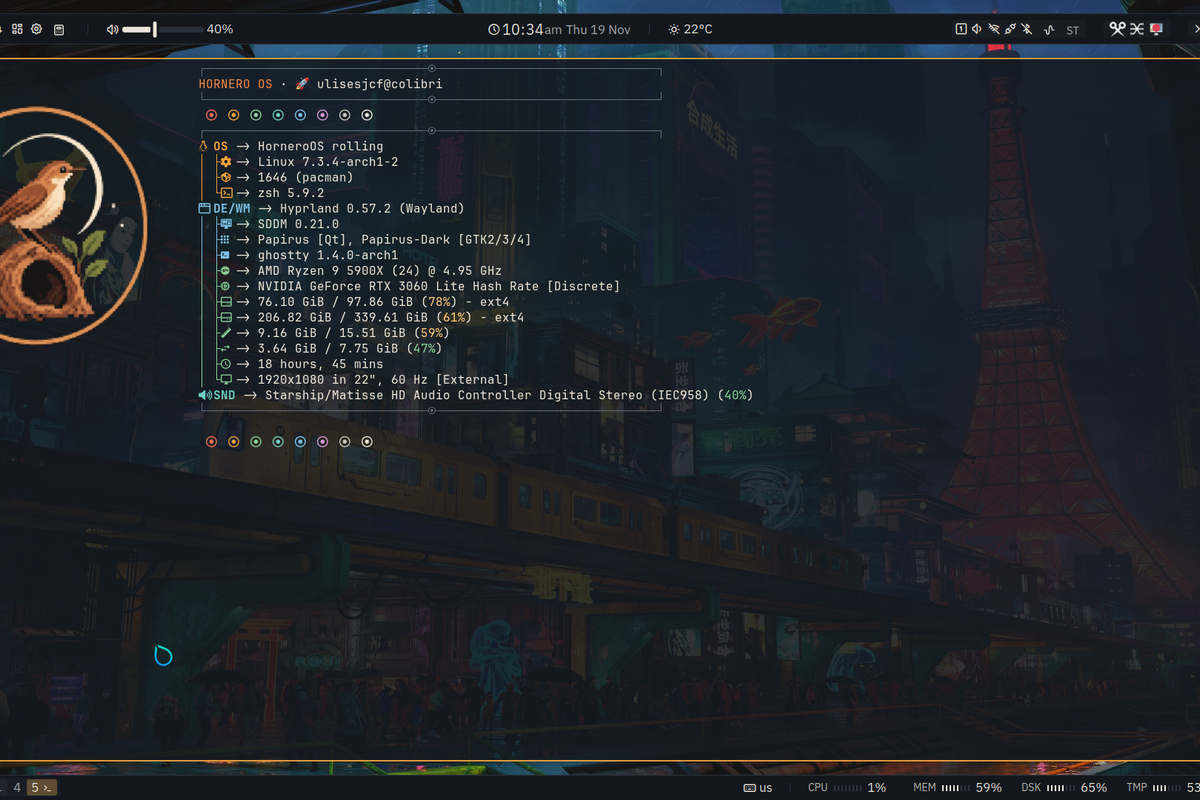 40%
10:34am Thu 19 Nov
22°C
1
ST
HORNERO OS · 🚀 ulisesjcf@colibri
OS → HorneroOS rolling
→ Linux 7.3.4-arch1-2
→ 1646 (pacman)
→ zsh 5.9.2
DE/WM → Hyprland 0.57.2 (Wayland)
→ SDDM 0.21.0
→ Papirus [Qt], Papirus-Dark [GTK2/3/4]
→ ghostty 1.4.0-arch1
→ AMD Ryzen 9 5900X (24) @ 4.95 GHz
→ NVIDIA GeForce RTX 3060 Lite Hash Rate [Discrete]
→ 76.10 GiB / 97.86 GiB (78%) - ext4
→ 206.82 GiB / 339.61 GiB (61%) - ext4
→ 9.16 GiB / 15.51 GiB (59%)
→ 3.64 GiB / 7.75 GiB (47%)
→ 18 hours, 45 mins
→ 1920x1080 in 22", 60 Hz [External]
SND → Starship/Matisse HD Audio Controller Digital Stereo (IEC958) (40%)
合成生活
4
5
us
CPU 1%
MEM 59%
DSK 65%
TMP